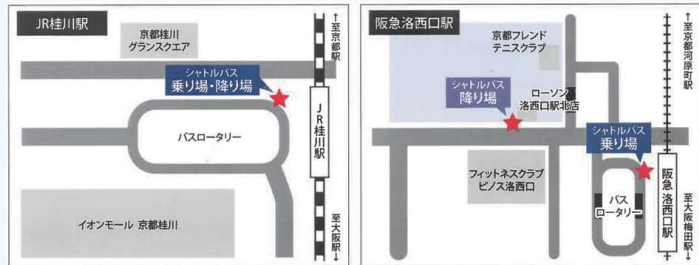 JR桂川駅
京都桂川
グランスクエア
↑至京都駅
シャトルバス
乗り場・降り場
JR桂川駅
バスロータリー
イオンモール 京都桂川
至大阪駅↓
阪急洛西口駅
京都フレンド
テニスクラブ
↑至京都河原町駅
シャトルバス
降り場
ローソン
洛西口駅北店
シャトルバス
乗り場
フィットネスクラブ
ピノス洛西口
バス
ロータリー
阪急 洛西口駅
至大阪梅田駅↓